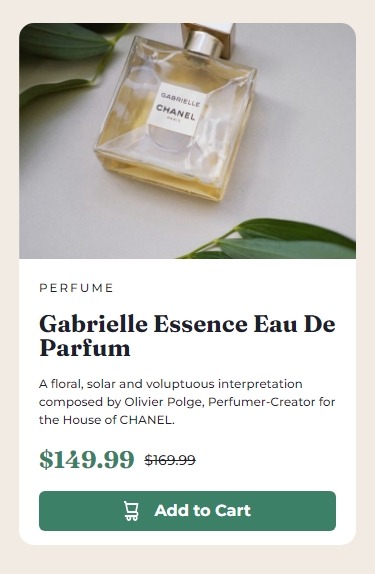 GABRIELLE
CHANEL
PARIS
PERFUME
Gabrielle Essence Eau De
Parfum
A floral, solar and voluptuous interpretation
composed by Olivier Polge, Perfumer-Creator for
the House of CHANEL.
$149.99 $169.99
Add to Cart